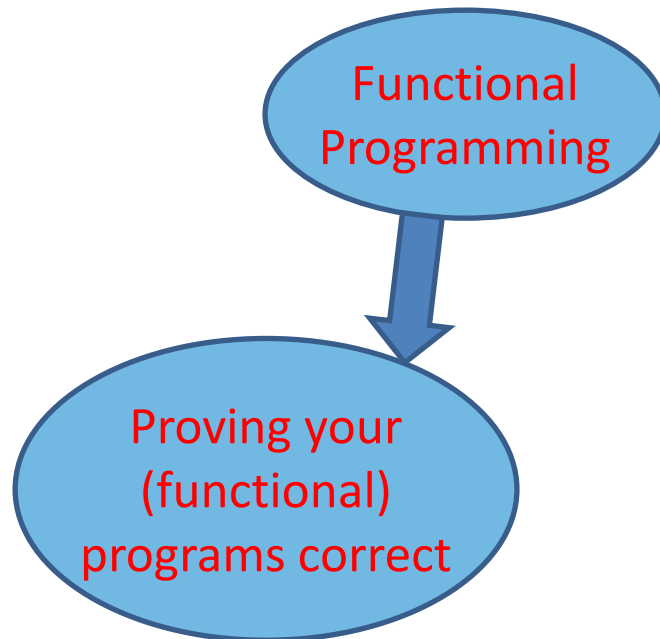 Functional
Programming
Proving your
(functional)
programs correct